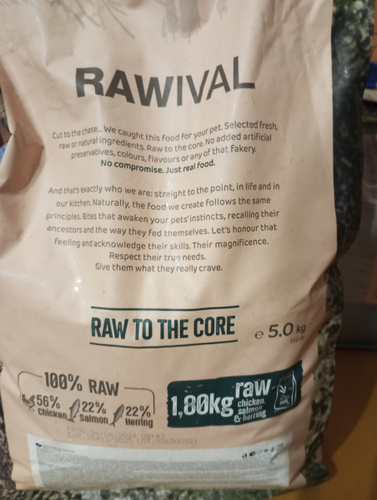 RAWIVAL
Cut to the chase... We caught this food for your pet. Selected fresh,
raw or natural ingredients. Raw to the core. No added artificial
preservatives, colours, flavours or any of that fakery.
No compromise. Just real food.
And that's exactly who we are: streight to the point, in life and in
our kitchen. Naturally, the food we create follows the same
principles. Bites that awaken your pets' instincts, recalling their
ancestors and the way they fed themselves. Let's honour that
feeling and acknowledge their skills. Their magnificence.
Respect their true needs.
Give them what they really crave.
RAW TO THE CORE
e 5.0 kg
100% RAW
56% Chicken
22% Salmon
22% Herring
1,80kg raw
chicken,
salmon
& herring